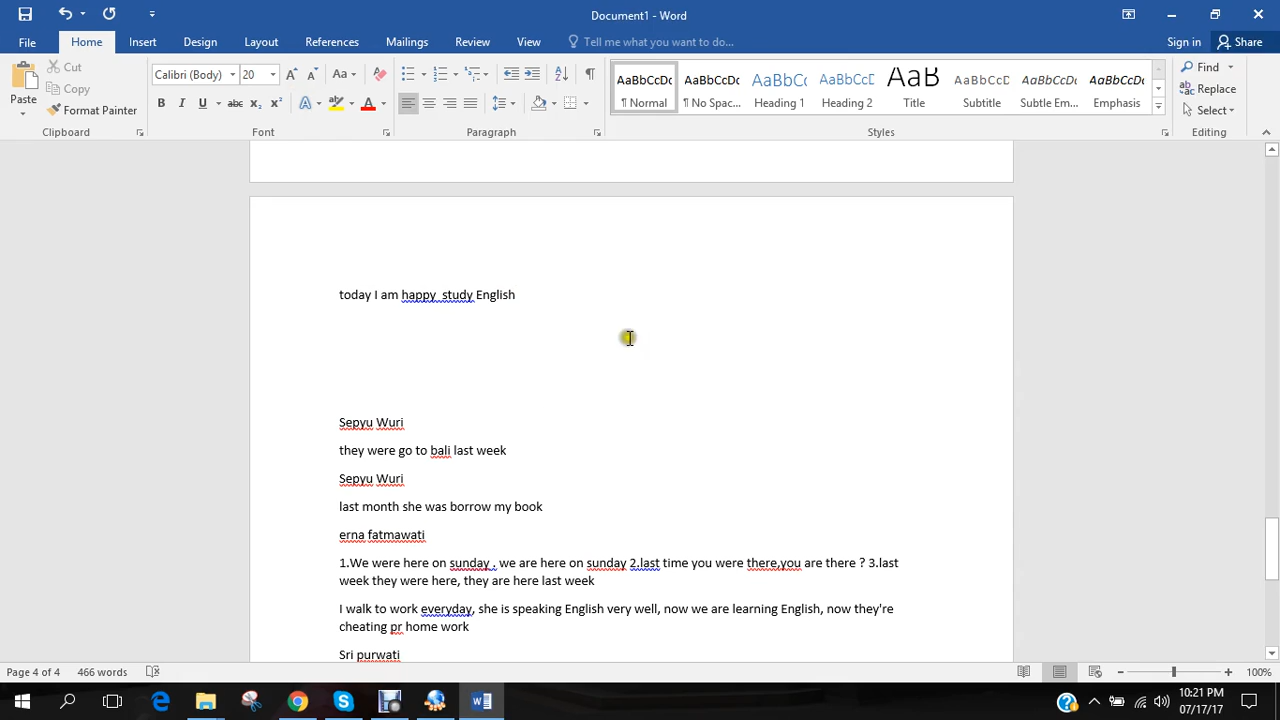 Document1 - Word
File Home Insert Design Layout References Mailings Review View Tell me what you want to do... Sign in Share
Cut
Copy
Format Painter
Paste
Clipboard
Calibri (Body) 20
Font
Paragraph
AaBbCcDc AaBbCcDc AaBbCc AaBbCcD AaB AaBbCcD AaBbCcDc AaBbCcDc
¶ Normal ¶ No Spac... Heading Heading 2 Title Subtitle Subtle Em... Emphasis
Styles
Find
Replace
Select
Editing
today I am happy  study English
Sepyu Wuri
they were go to bali last week
Sepyu Wuri
last month she was borrow my book
erna fatmawati
1.We were here on sunday . we are here on sunday 2.last time you were there,you are there ? 3.last
week they were here, they are here last week
I walk to work everyday, she is speaking English very well, now we are learning English, now they're
cheating pr home work
Sri purwati
Page 4 of 4 466 words 100%
10:21 PM
07/17/17